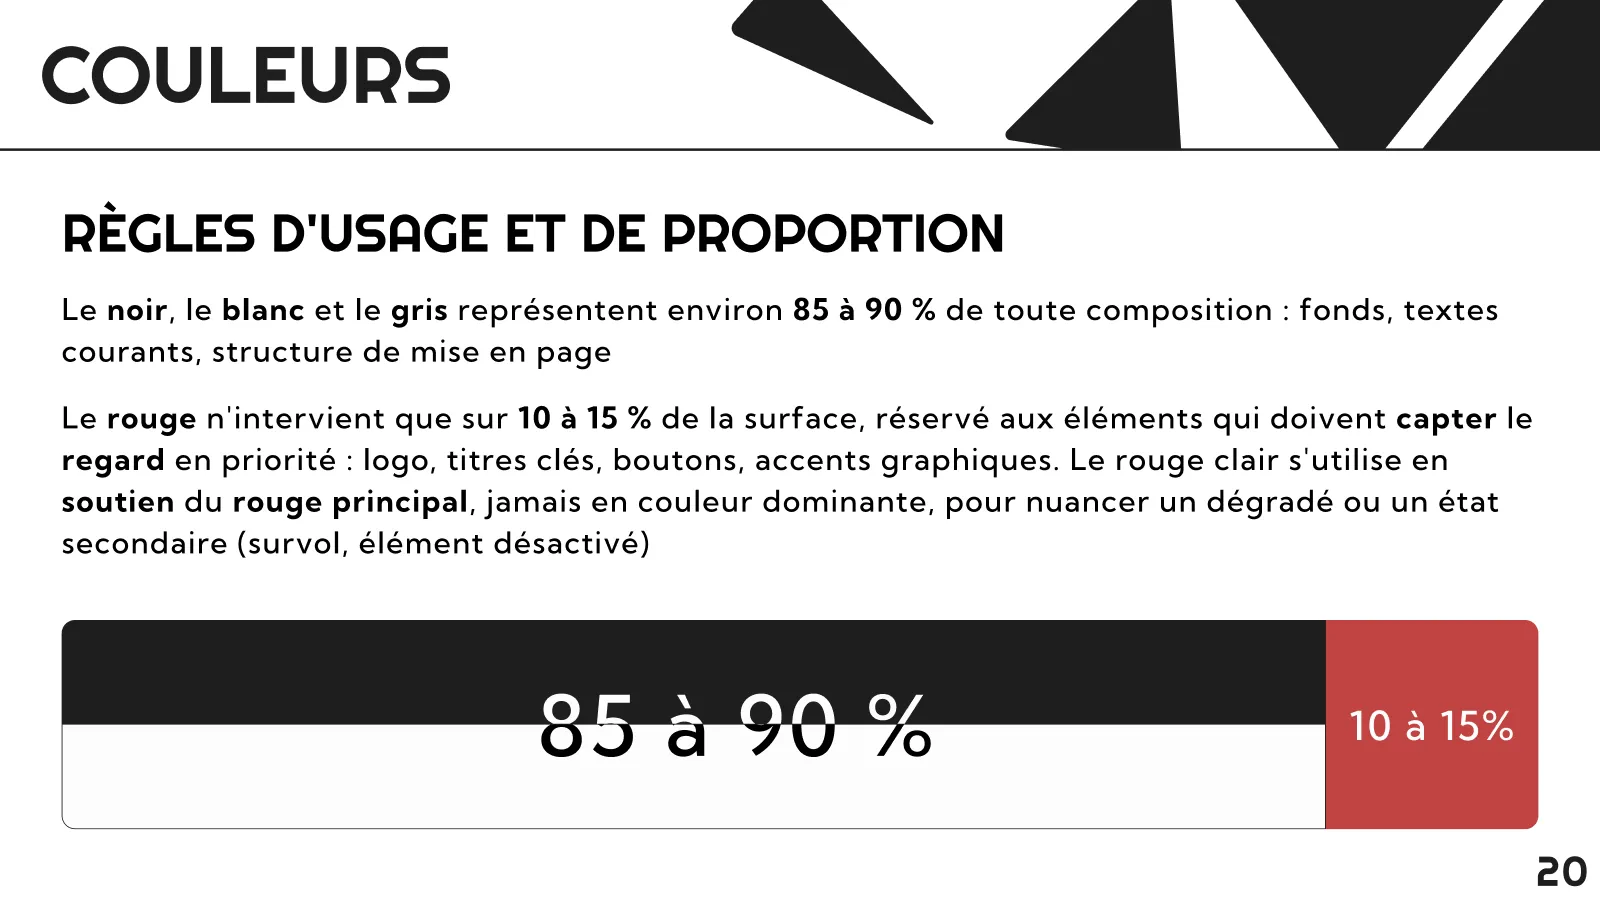 COULEURS
RÈGLES D'USAGE ET DE PROPORTION
Le noir, le blanc et le gris représentent environ 85 à 90 % de toute composition : fonds, textes
courants, structure de mise en page
Le rouge n'intervient que sur 10 à 15 % de la surface, réservé aux éléments qui doivent capter le
regard en priorité : logo, titres clés, boutons, accents graphiques. Le rouge clair s'utilise en
soutien du rouge principal, jamais en couleur dominante, pour nuancer un dégradé ou un état
secondaire (survol, élément désactivé)
85 à 90 %
10 à 15%
20